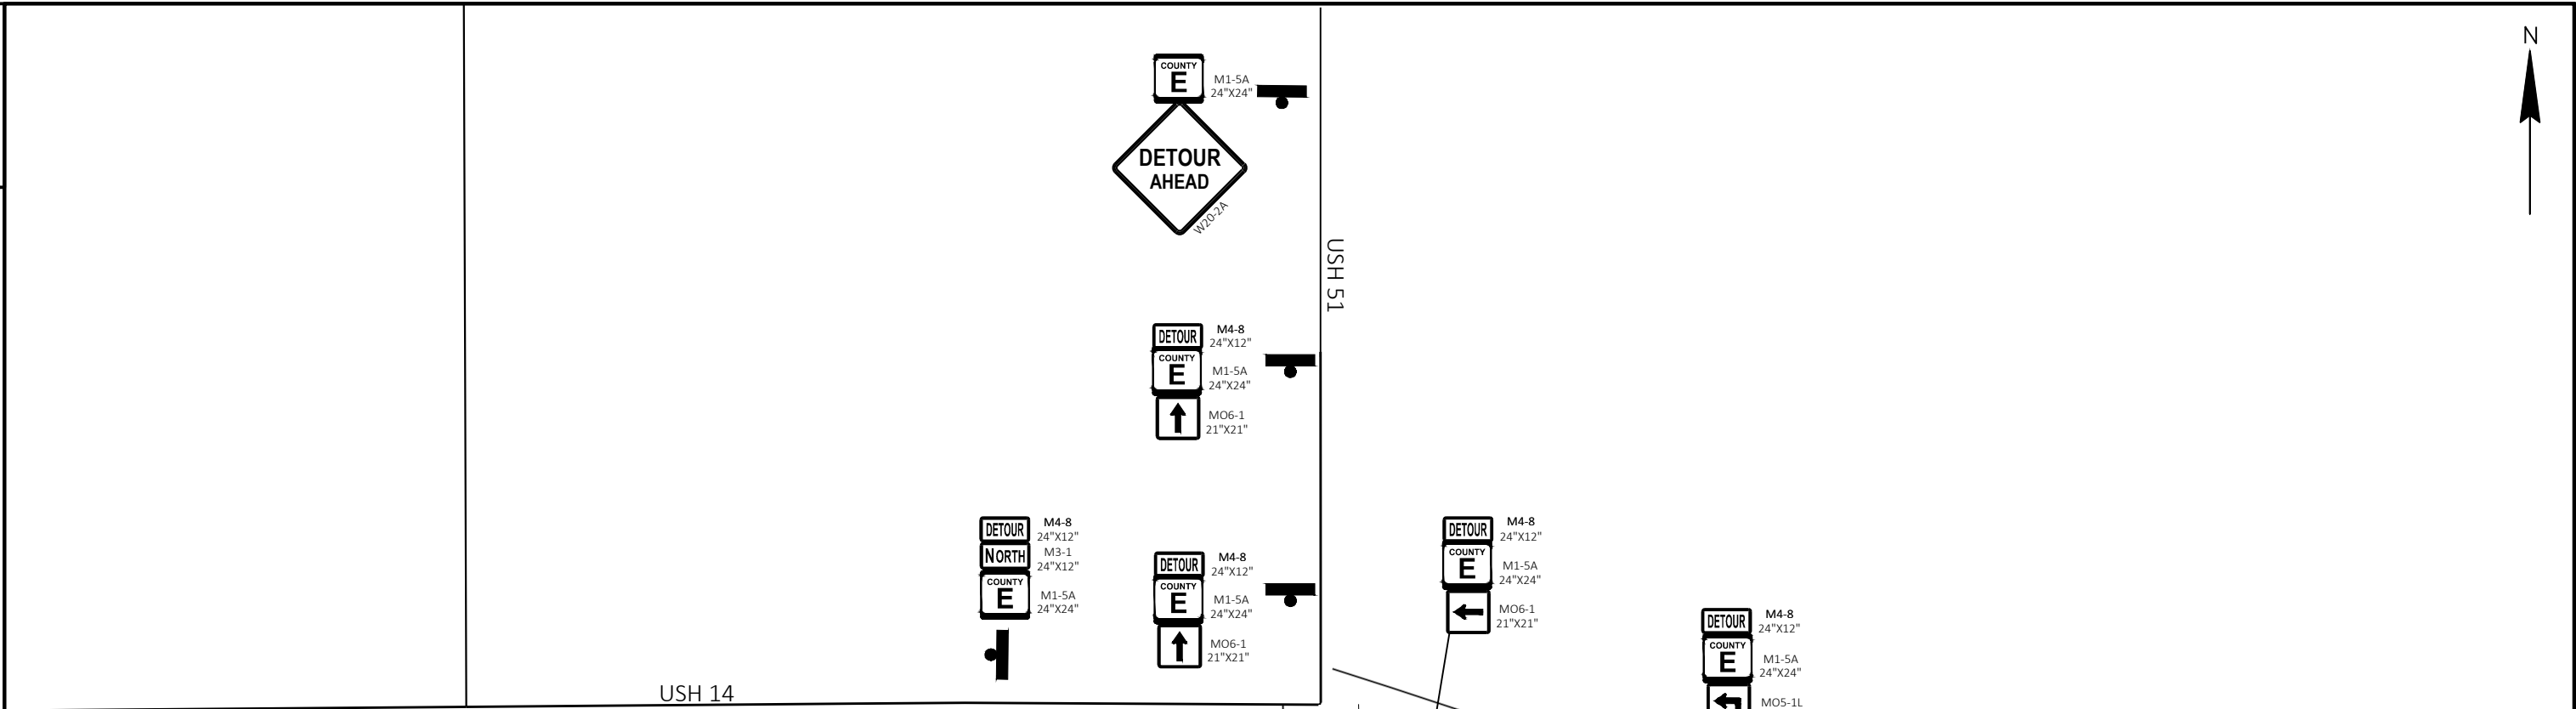 N
COUNTY
E
M1-5A
24"X24"
DETOUR
AHEAD
W20-2A
USH 51
DETOUR
M4-8
24"X12"
COUNTY
E
M1-5A
24"X24"
MO6-1
21"X21"
DETOUR
M4-8
24"X12"
NORTH
M3-1
24"X12"
COUNTY
E
M1-5A
24"X24"
DETOUR
M4-8
24"X12"
COUNTY
E
M1-5A
24"X24"
MO6-1
21"X21"
DETOUR
M4-8
24"X12"
COUNTY
E
M1-5A
24"X24"
MO6-1
21"X21"
DETOUR
M4-8
24"X12"
COUNTY
E
M1-5A
24"X24"
MO5-1L
USH 14